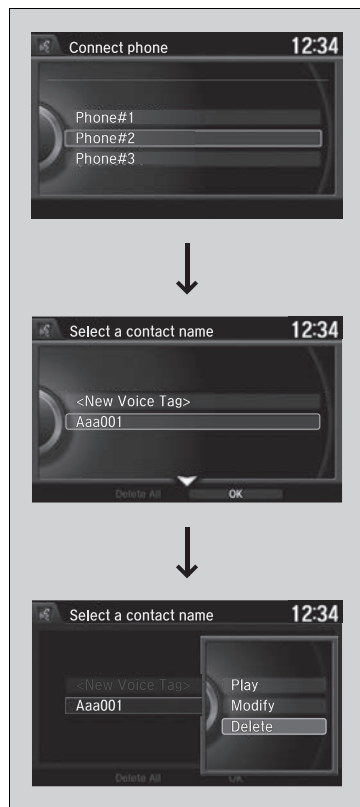 Connect phone 12:34
Phone#1
Phone#2
Phone#3
Select a contact name 12:34
<New Voice Tag>
Aaa001
Delete All OK
Select a contact name 12:34
<New Voice Tag> Play
Aaa001 Modify
Delete
Delete All OK